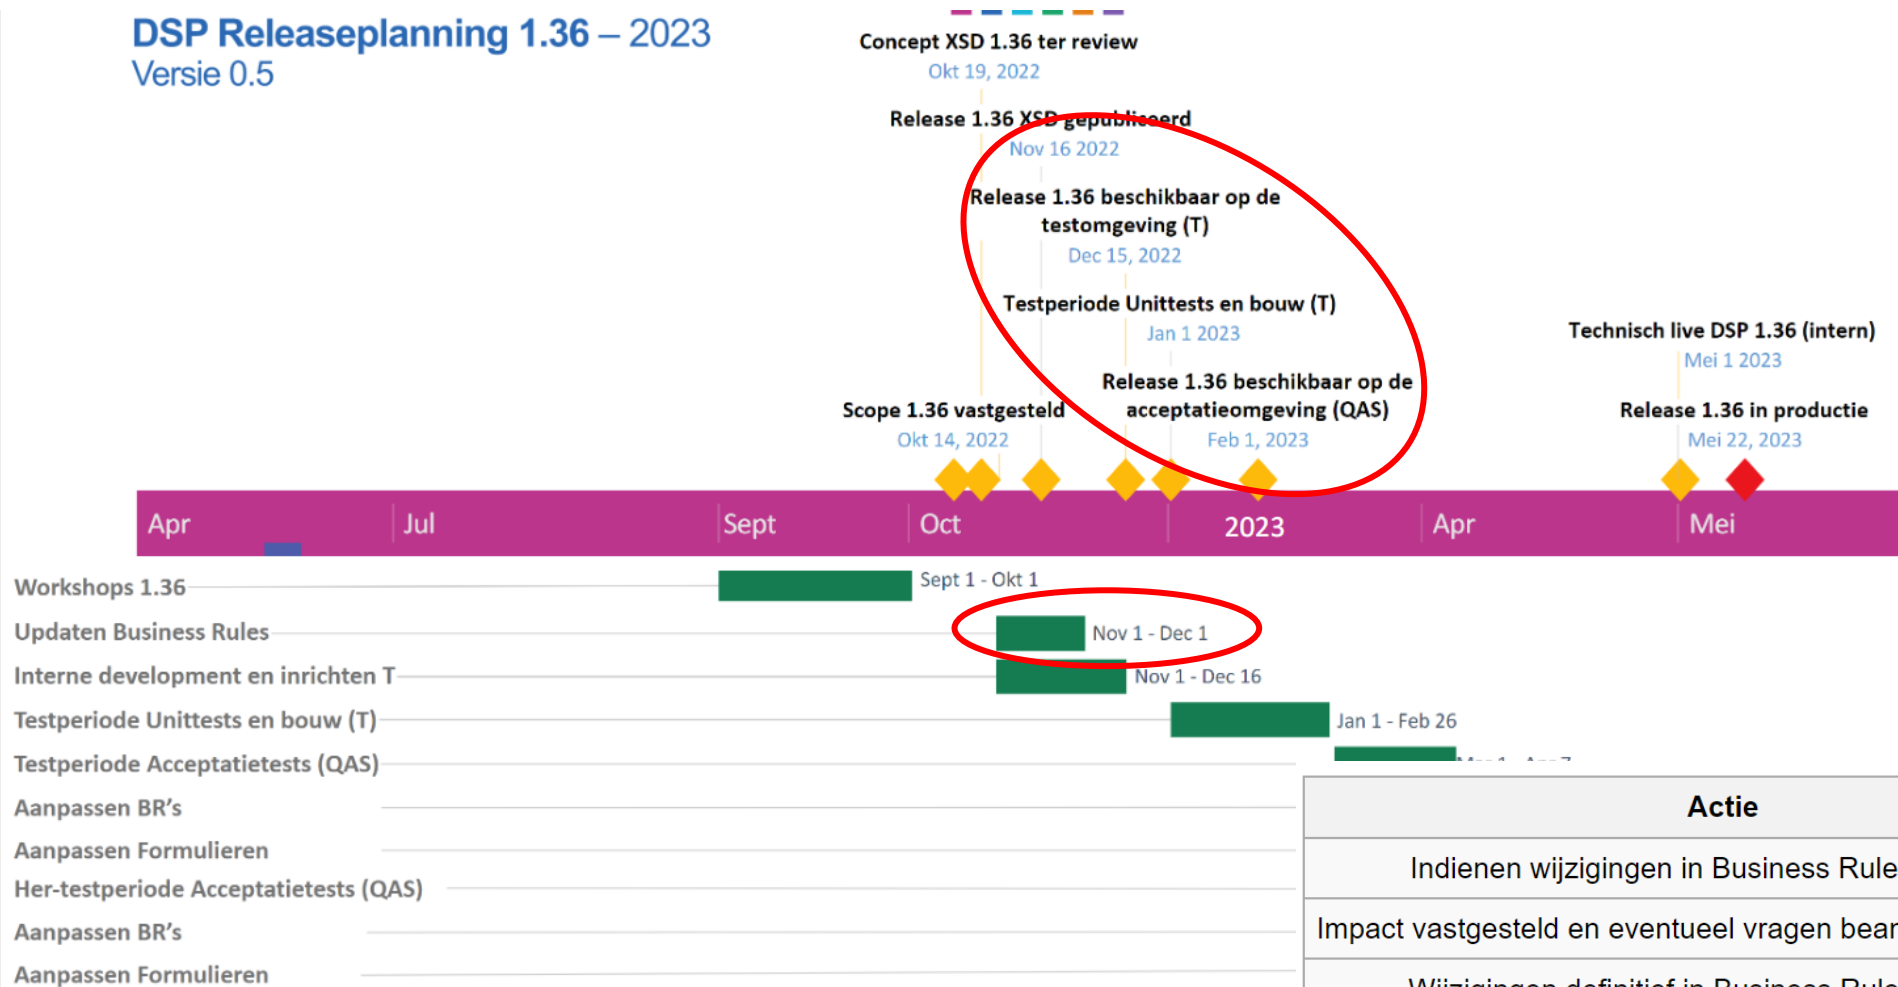 DSP Releaseplanning 1.36 – 2023
Versie 0.5
Concept XSD 1.36 ter review
Okt 19, 2022
Release 1.36 XSD gepubliceerd
Nov 16 2022
Release 1.36 beschikbaar op de
testomgeving (T)
Dec 15, 2022
Testperiode Unittests en bouw (T)
Jan 1 2023
Release 1.36 beschikbaar op de
acceptatieomgeving (QAS)
Feb 1, 2023
Scope 1.36 vastgesteld
Okt 14, 2022
Technisch live DSP 1.36 (intern)
Mei 1 2023
Release 1.36 in productie
Mei 22, 2023
Apr Jul Sept Oct 2023 Apr Mei
Workshops 1.36 Sept 1 - Okt 1
Updaten Business Rules Nov 1 - Dec 1
Interne development en inrichten T Nov 1 - Dec 16
Testperiode Unittests en bouw (T) Jan 1 - Feb 26
Testperiode Acceptatietests (QAS)
Aanpassen BR's
Aanpassen Formulieren
Her-testperiode Acceptatietests (QAS)
Aanpassen BR's
Aanpassen Formulieren
Actie
Indienen wijzigingen in Business Rule
Impact vastgesteld en eventueel vragen bear
Wijzigingen definitief in Business Rule